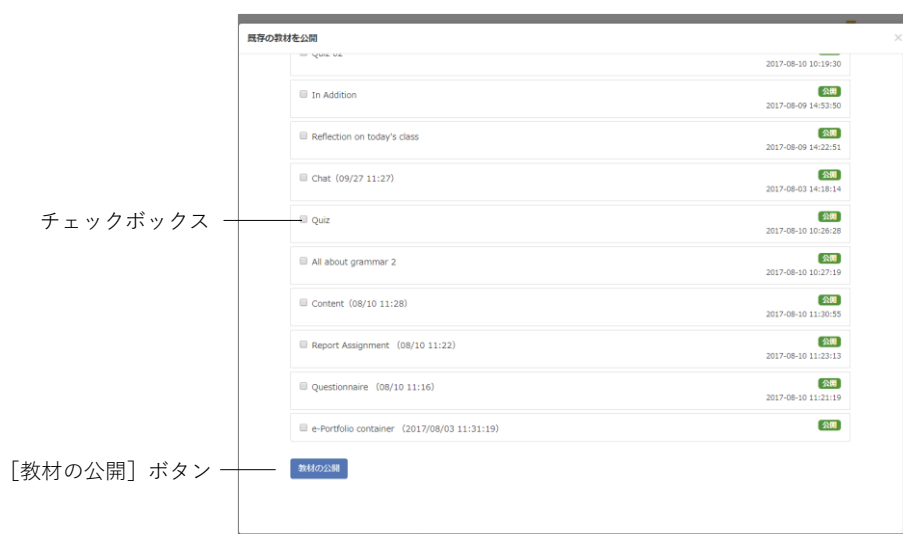 既存の教材を公開 ×
2017-08-10 10:19:30
In Addition 公開
2017-08-09 14:53:50
Reflection on today's class 公開
2017-08-09 14:22:51
Chat（09/27 11:27） 公開
2017-08-03 14:18:14
チェックボックス
Quiz 公開
2017-08-10 10:26:28
All about grammar 2 公開
2017-08-10 10:27:19
Content（08/10 11:28） 公開
2017-08-10 11:30:55
Report Assignment （08/10 11:22） 公開
2017-08-10 11:23:13
Questionnaire （08/10 11:16） 公開
2017-08-10 11:21:19
e-Portfolio container （2017/08/03 11:31:19） 公開
［教材の公開］ボタン
教材の公開